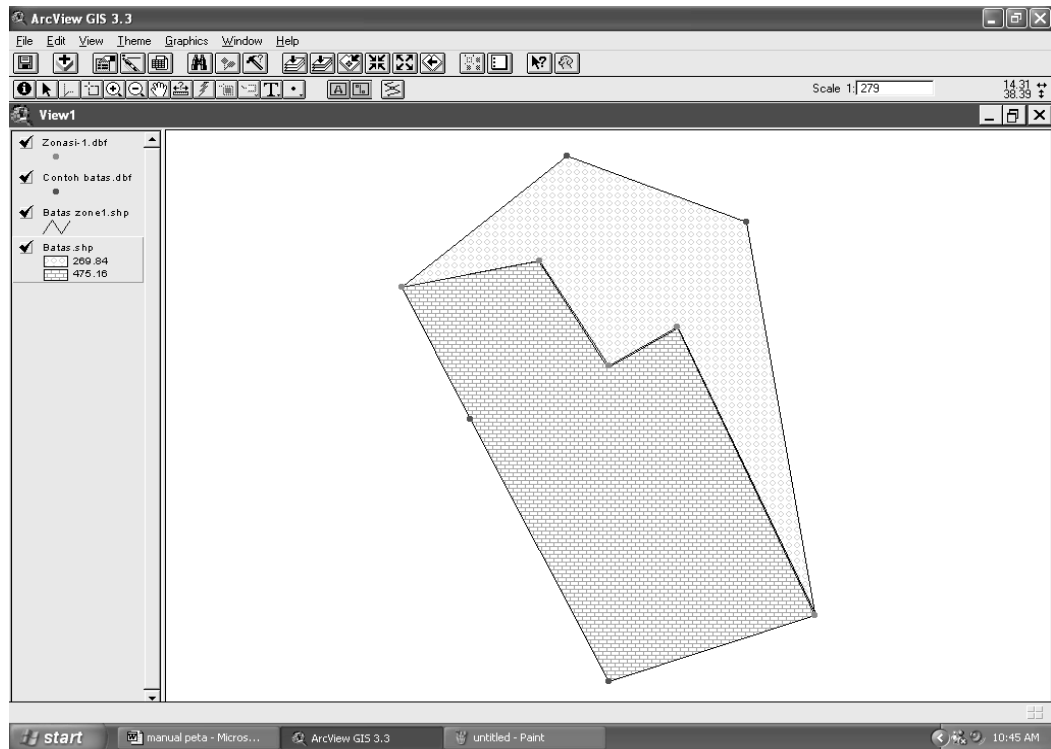 ArcView GIS 3.3
File Edit View Theme Graphics Window Help
Scale 1: 279
14.31
38.39
View1
Zonasi-1.dbf
Contoh batas.dbf
Batas zone1.shp
Batas.shp
269.84
475.16
start manual peta - Micros... ArcView GIS 3.3 untitled - Paint 10:45 AM